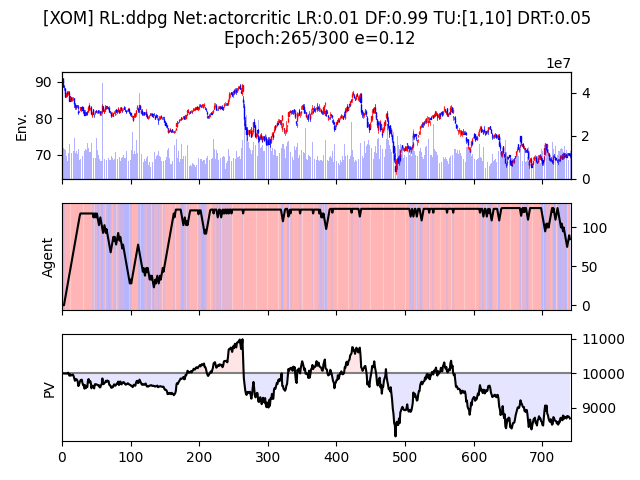 [XOM] RL:ddpg Net:actorcritic LR:0.01 DF:0.99 TU:[1,10] DRT:0.05
Epoch:265/300 e=0.12
1e7
90
80
70
Env.
4
2
0
Agent
100
50
0
PV
11000
10000
9000
0 100 200 300 400 500 600 700